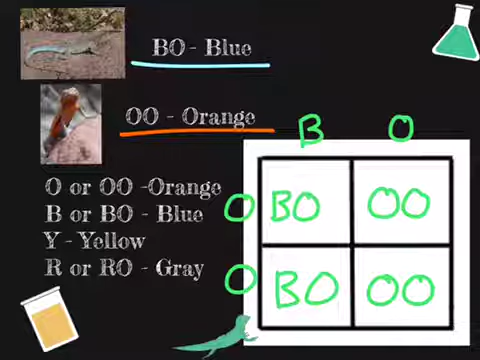 BO - Blue
OO - Orange
O or OO -Orange
B or BO - Blue
Y - Yellow
R or RO - Gray
B O
O BO OO
O BO OO